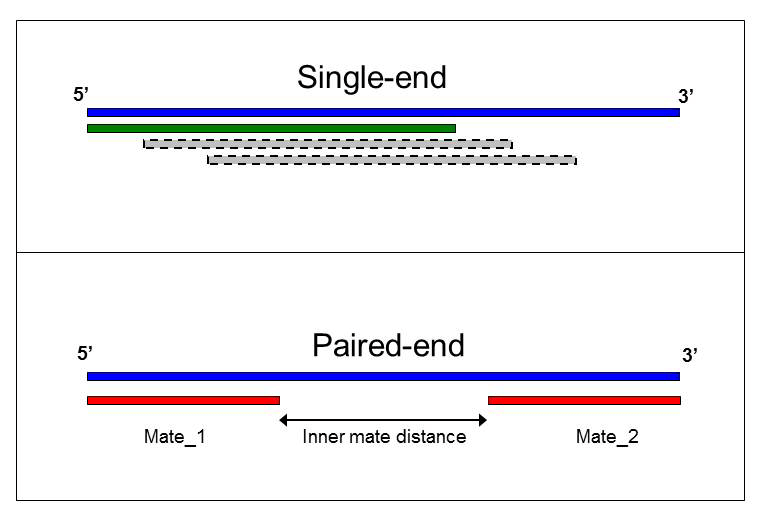 Single-end
5’
3’
Paired-end
5’
3’
Mate_1
Inner mate distance
Mate_2